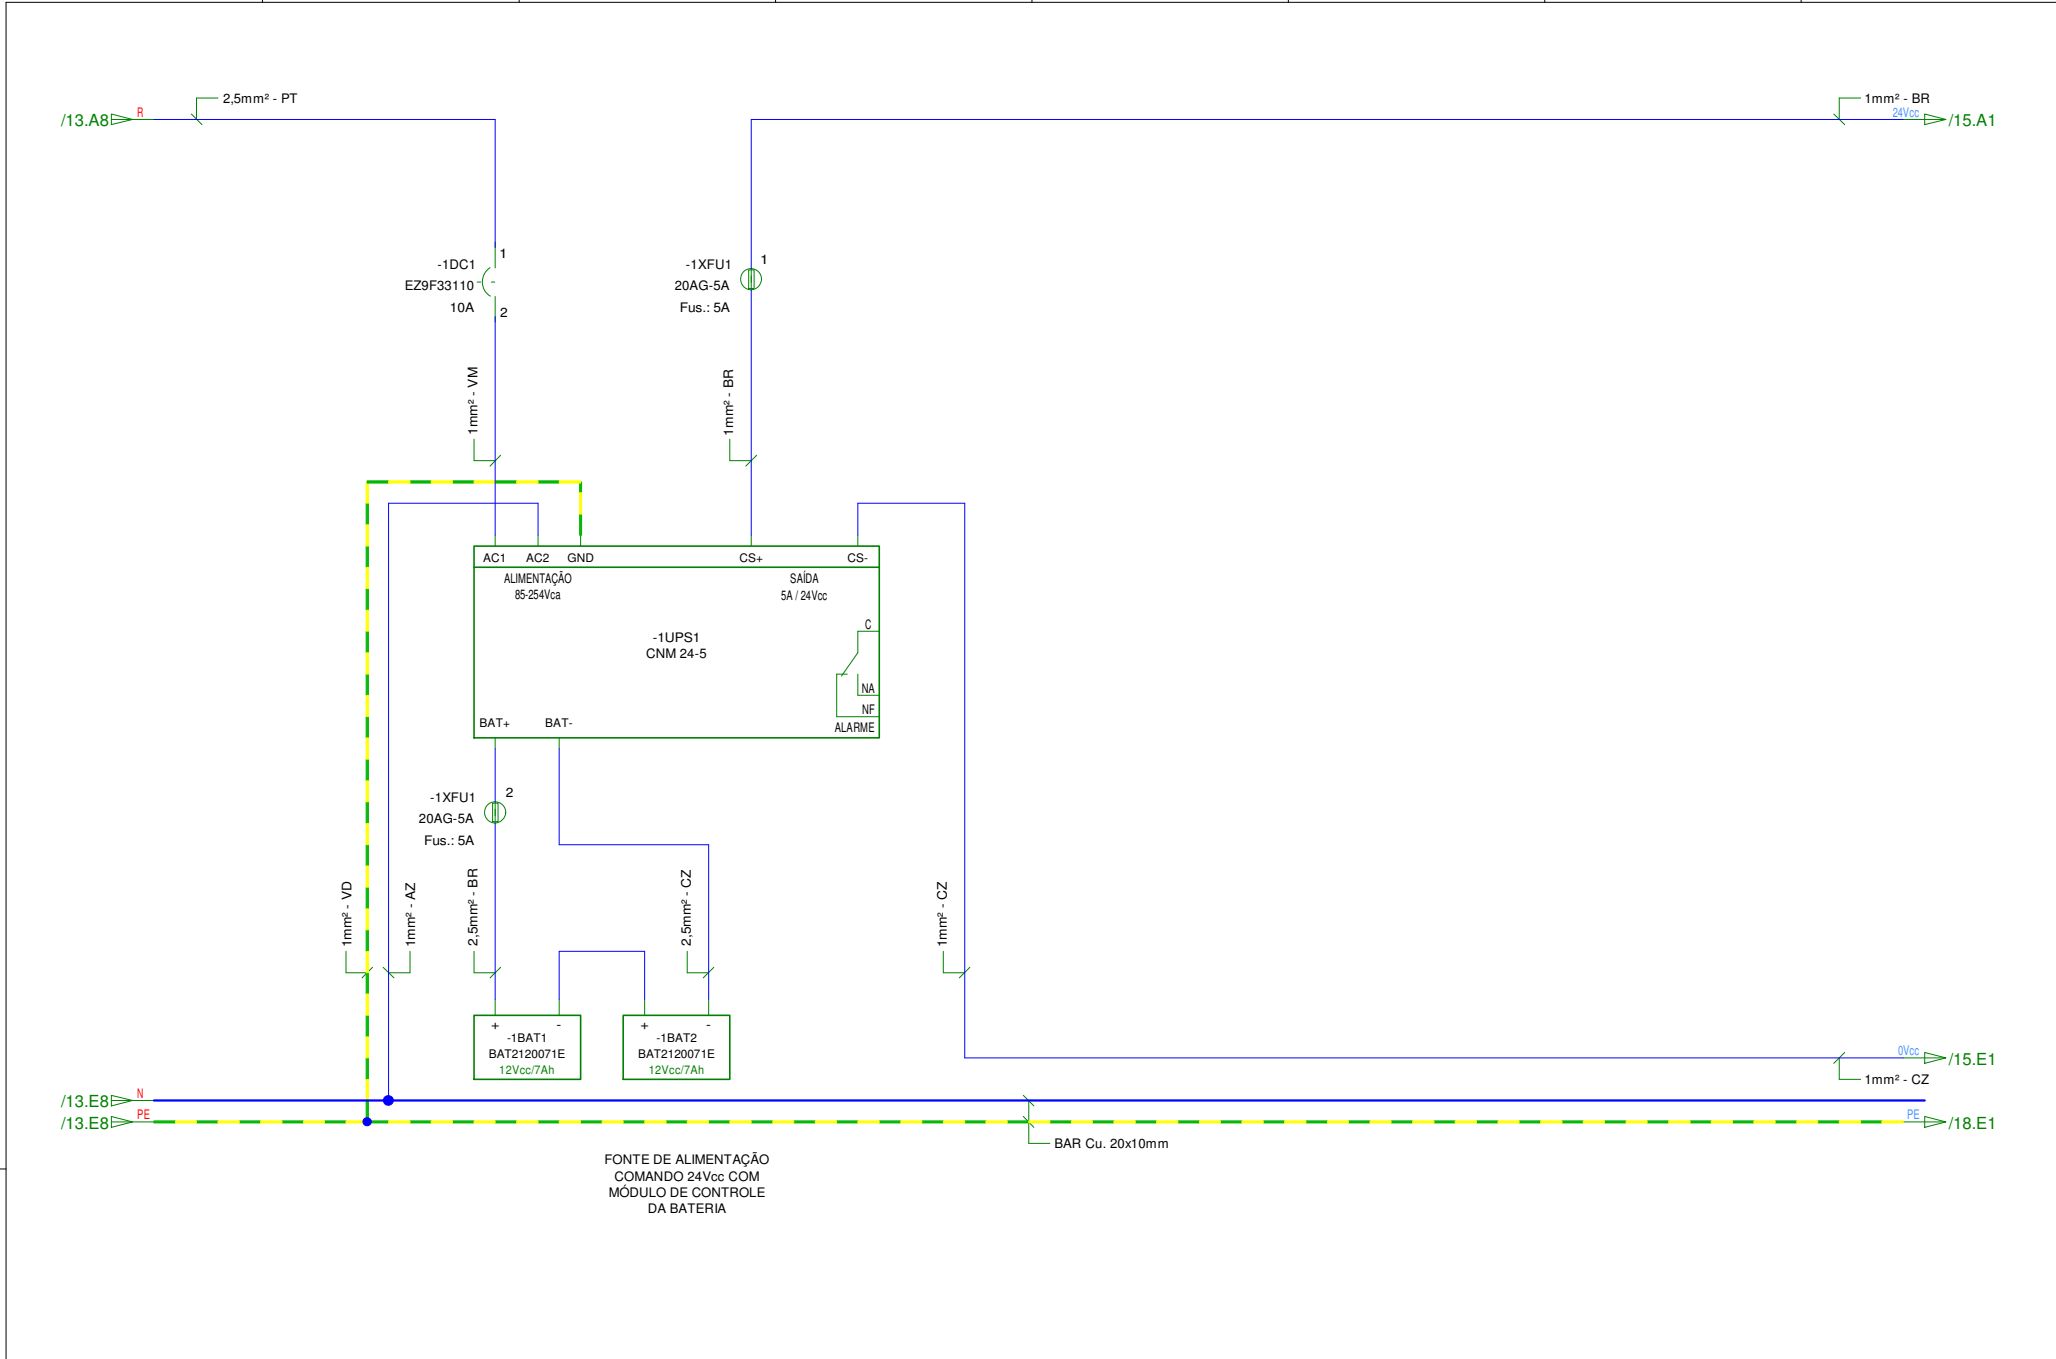 2,5mm² - PT
1mm² - BR
/13.A8
R
24Vcc
/15.A1
-1DC1
EZ9F33110
10A
1
2
-1XFU1
20AG-5A
Fus.: 5A
1
1mm² - VM
1mm² - BR
AC1
AC2
GND
CS+
CS-
ALIMENTAÇÃO
85-254Vca
SAÍDA
5A / 24Vcc
-1UPS1
CNM 24-5
C
NA
NF
ALARME
BAT+
BAT-
-1XFU1
20AG-5A
Fus.: 5A
2
1mm² - VD
1mm² - AZ
2,5mm² - BR
2,5mm² - CZ
1mm² - CZ
+
-
-1BAT1
BAT2120071E
12Vcc/7Ah
+
-
-1BAT2
BAT2120071E
12Vcc/7Ah
0Vcc
/15.E1
1mm² - CZ
/13.E8
N
/13.E8
PE
PE
/18.E1
BAR Cu. 20x10mm
FONTE DE ALIMENTAÇÃO
COMANDO 24Vcc COM
MÓDULO DE CONTROLE
DA BATERIA